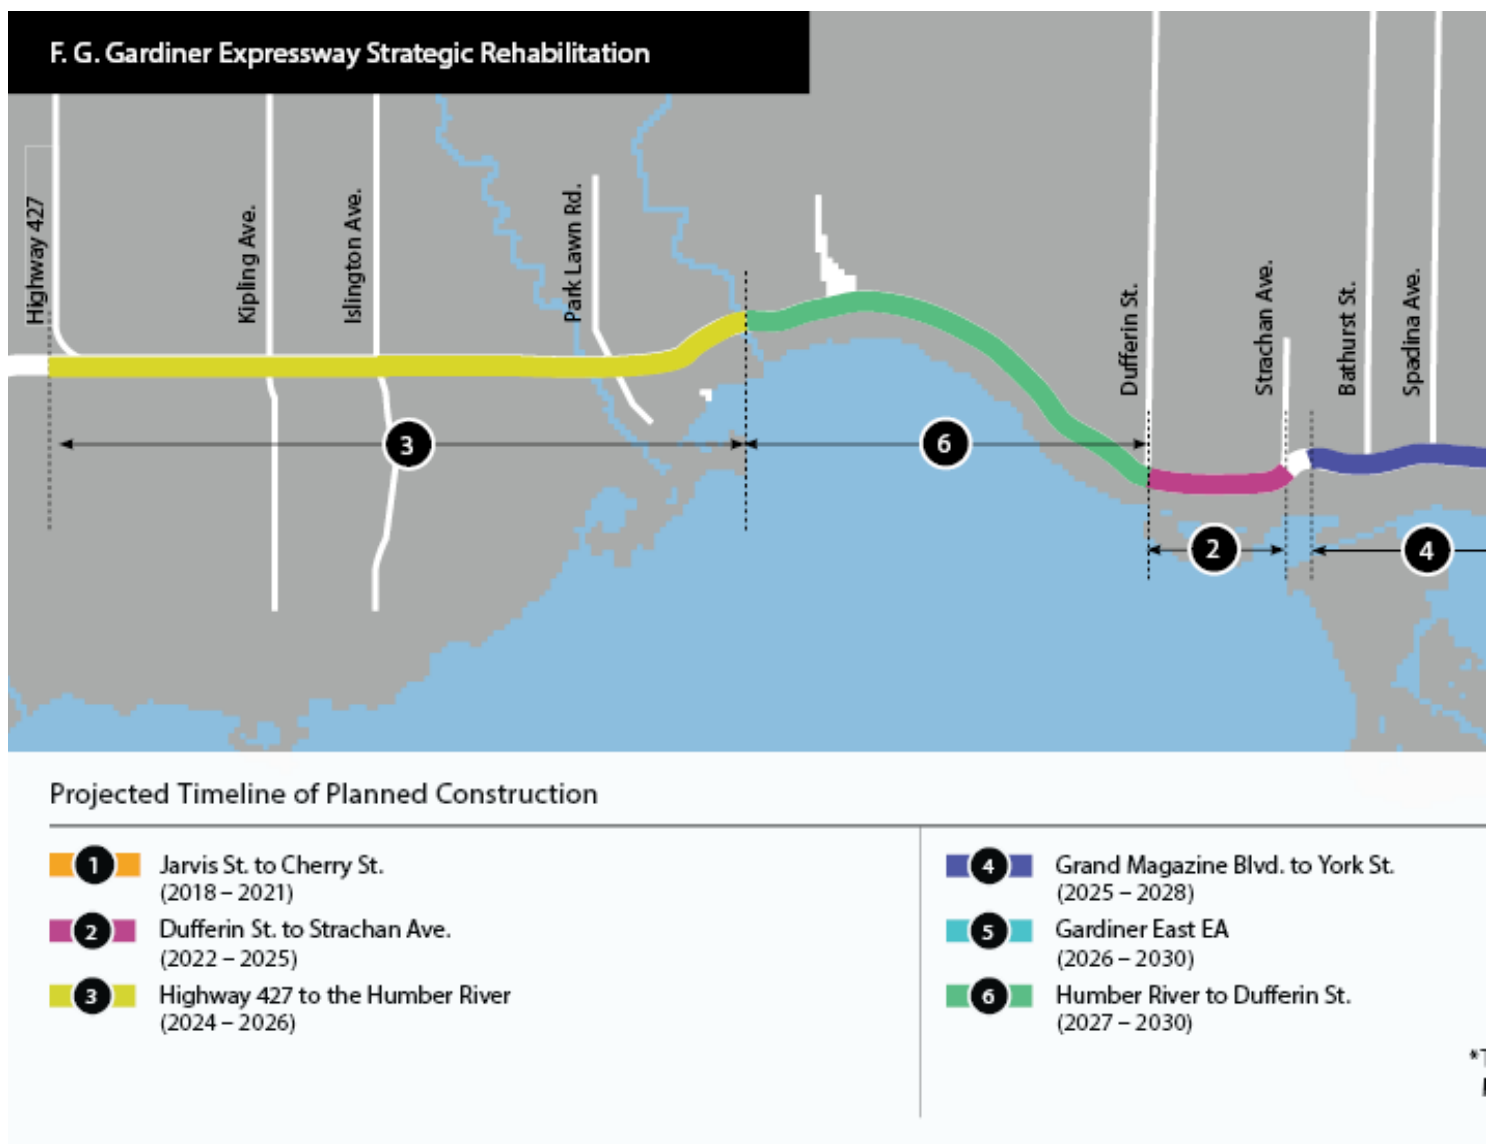 F. G. Gardiner Expressway Strategic Rehabilitation
Highway 427
Kipling Ave.
Islington Ave.
Park Lawn Rd.
Dufferin St.
Strachan Ave.
Bathurst St.
Spadina Ave.
3
6
2
4
Projected Timeline of Planned Construction
1 Jarvis St. to Cherry St.
(2018 – 2021)
2 Dufferin St. to Strachan Ave.
(2022 – 2025)
3 Highway 427 to the Humber River
(2024 – 2026)
4 Grand Magazine Blvd. to York St.
(2025 – 2028)
5 Gardiner East EA
(2026 – 2030)
6 Humber River to Dufferin St.
(2027 – 2030)